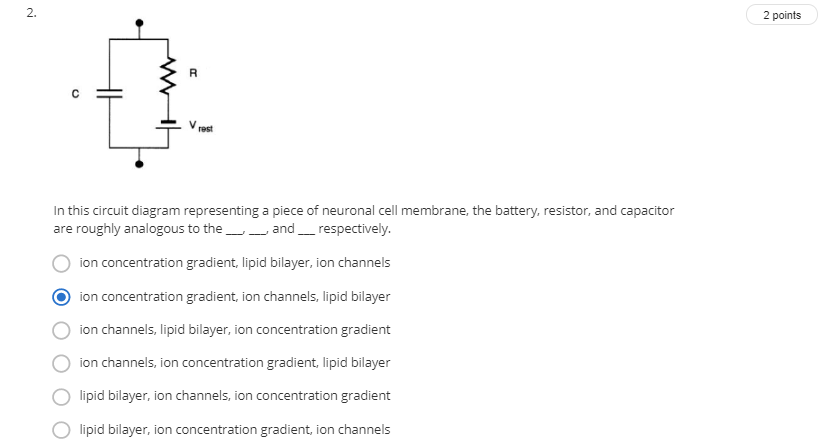 2.
2 points
R
C
V rest
In this circuit diagram representing a piece of neuronal cell membrane, the battery, resistor, and capacitor
are roughly analogous to the ___, ___, and ___ respectively.
ion concentration gradient, lipid bilayer, ion channels
ion concentration gradient, ion channels, lipid bilayer
ion channels, lipid bilayer, ion concentration gradient
ion channels, ion concentration gradient, lipid bilayer
lipid bilayer, ion channels, ion concentration gradient
lipid bilayer, ion concentration gradient, ion channels